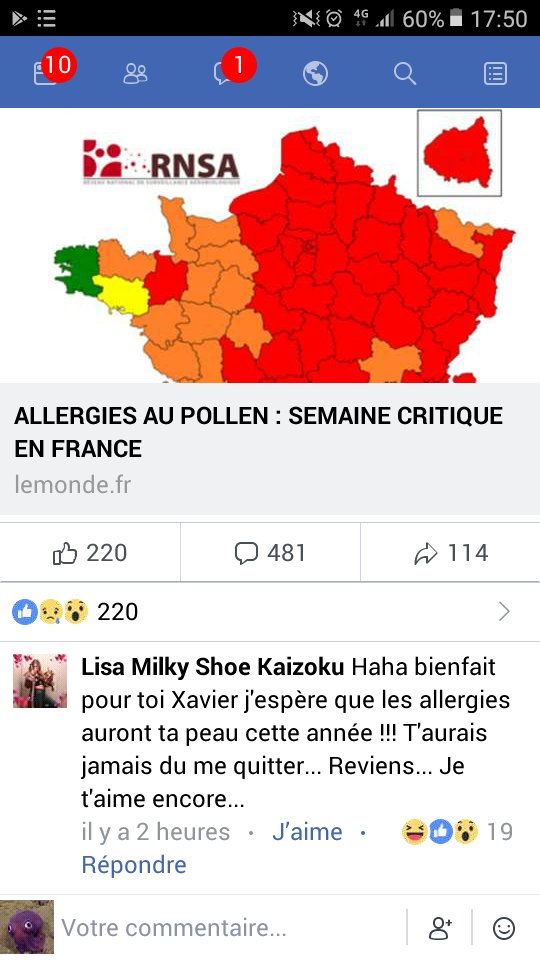 4G 60% 17:50
10 1
RNSA
RESEAU NATIONAL DE SURVEILLANCE AEROBIOLOGIQUE
ALLERGIES AU POLLEN : SEMAINE CRITIQUE
EN FRANCE
lemonde.fr
220 481 114
220
Lisa Milky Shoe Kaizoku Haha bienfait
pour toi Xavier j'espère que les allergies
auront ta peau cette année !!! T'aurais
jamais du me quitter... Reviens... Je
t'aime encore...
il y a 2 heures · J'aime · 19
Répondre
Votre commentaire...